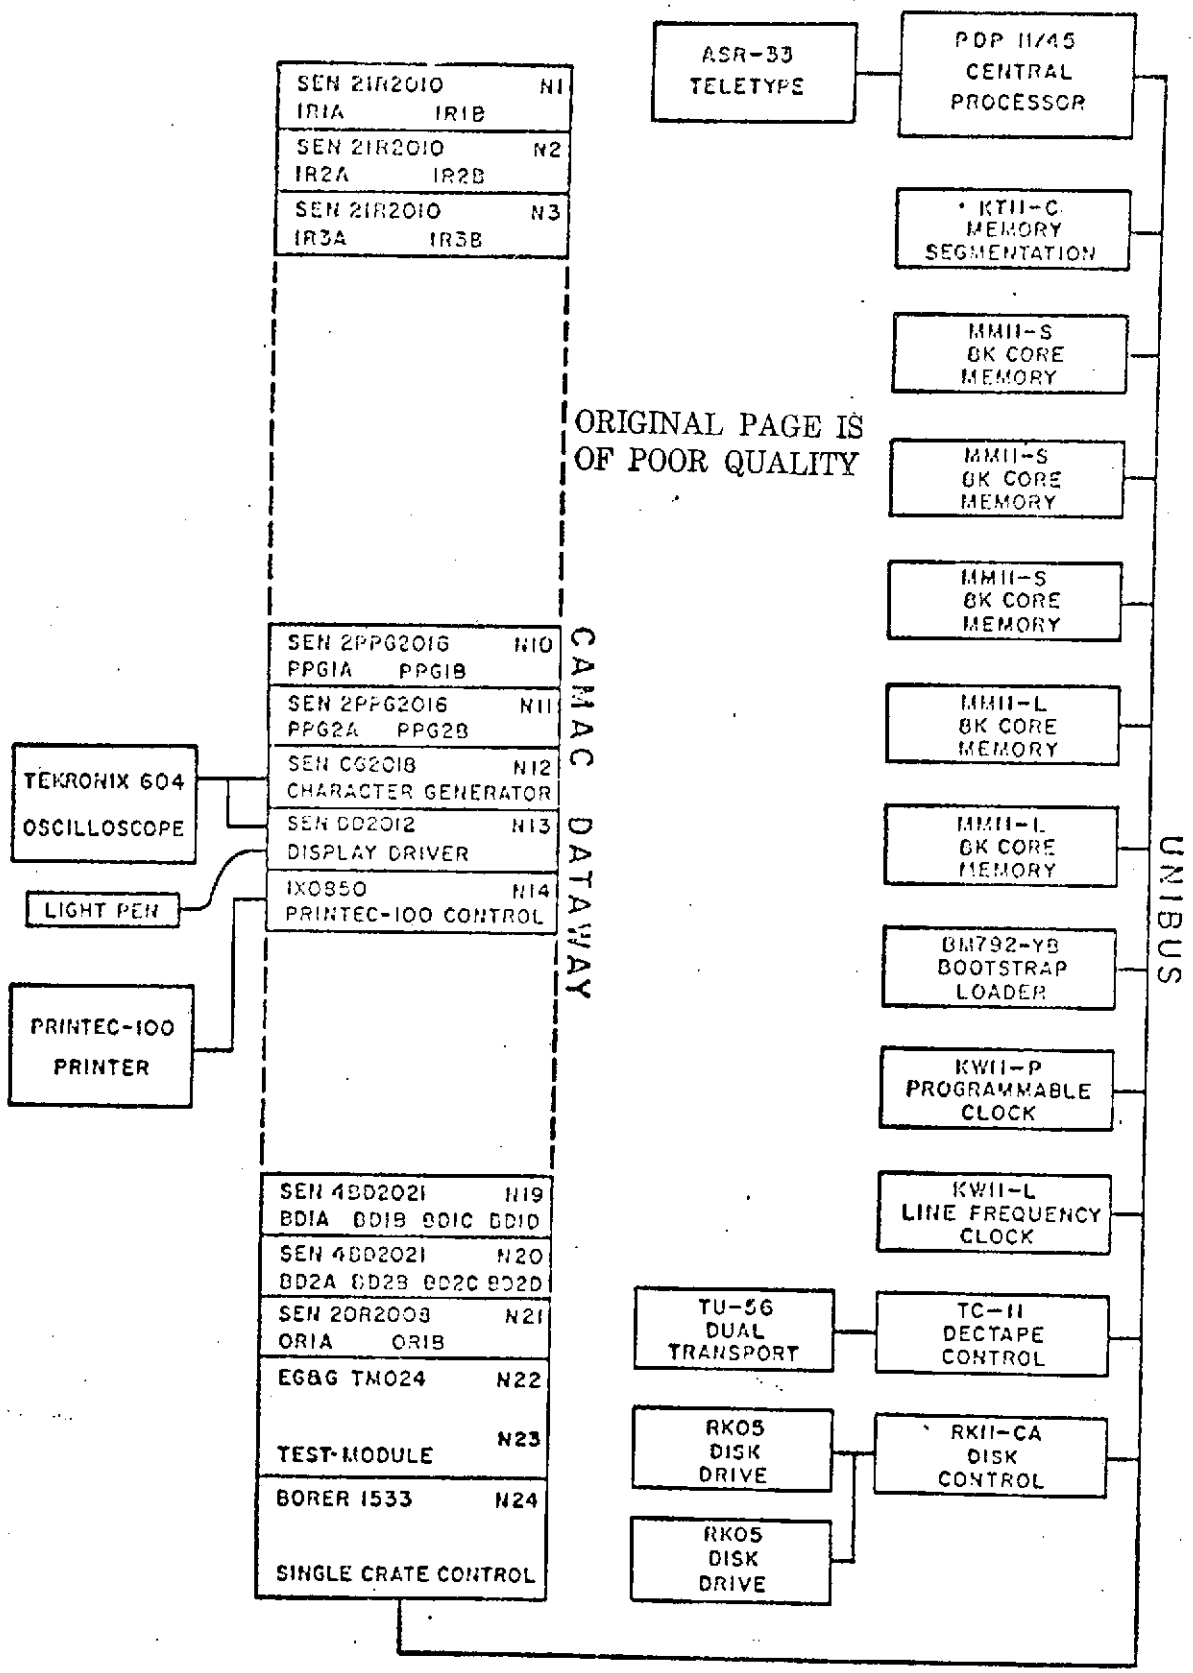 ASR-33
TELETYPE
PDP 11/45
CENTRAL
PROCESSOR
SEN 2IR2010 N1
IR1A IR1B
SEN 2IR2010 N2
IR2A IR2B
SEN 2IR2010 N3
IR3A IR3B
KT11-C
MEMORY
SEGMENTATION
MM11-S
8K CORE
MEMORY
ORIGINAL PAGE IS
OF POOR QUALITY
MM11-S
8K CORE
MEMORY
MM11-S
8K CORE
MEMORY
SEN 2PPG2016 N10
PPG1A PPG1B
SEN 2PPG2016 N11
PPG2A PPG2B
SEN CG2018 N12
CHARACTER GENERATOR
SEN DD2012 N13
DISPLAY DRIVER
IX0850 N14
PRINTEC-100 CONTROL
CAMAC DATAWAY
TEKRONIX 604
OSCILLOSCOPE
LIGHT PEN
PRINTEC-100
PRINTER
MM11-L
8K CORE
MEMORY
MM11-L
8K CORE
MEMORY
UNIBUS
BM792-YB
BOOTSTRAP
LOADER
KW11-P
PROGRAMMABLE
CLOCK
KW11-L
LINE FREQUENCY
CLOCK
SEN 4BD2021 N19
BD1A BD1B BD1C BD1D
SEN 4BD2021 N20
BD2A BD2B BD2C BD2D
SEN 2OR2008 N21
OR1A OR1B
EG&G TM024 N22
N23
TEST-MODULE
BORER 1533 N24
SINGLE CRATE CONTROL
TU-56
DUAL
TRANSPORT
TC-11
DECTAPE
CONTROL
RK05
DISK
DRIVE
RK11-CA
DISK
CONTROL
RK05
DISK
DRIVE